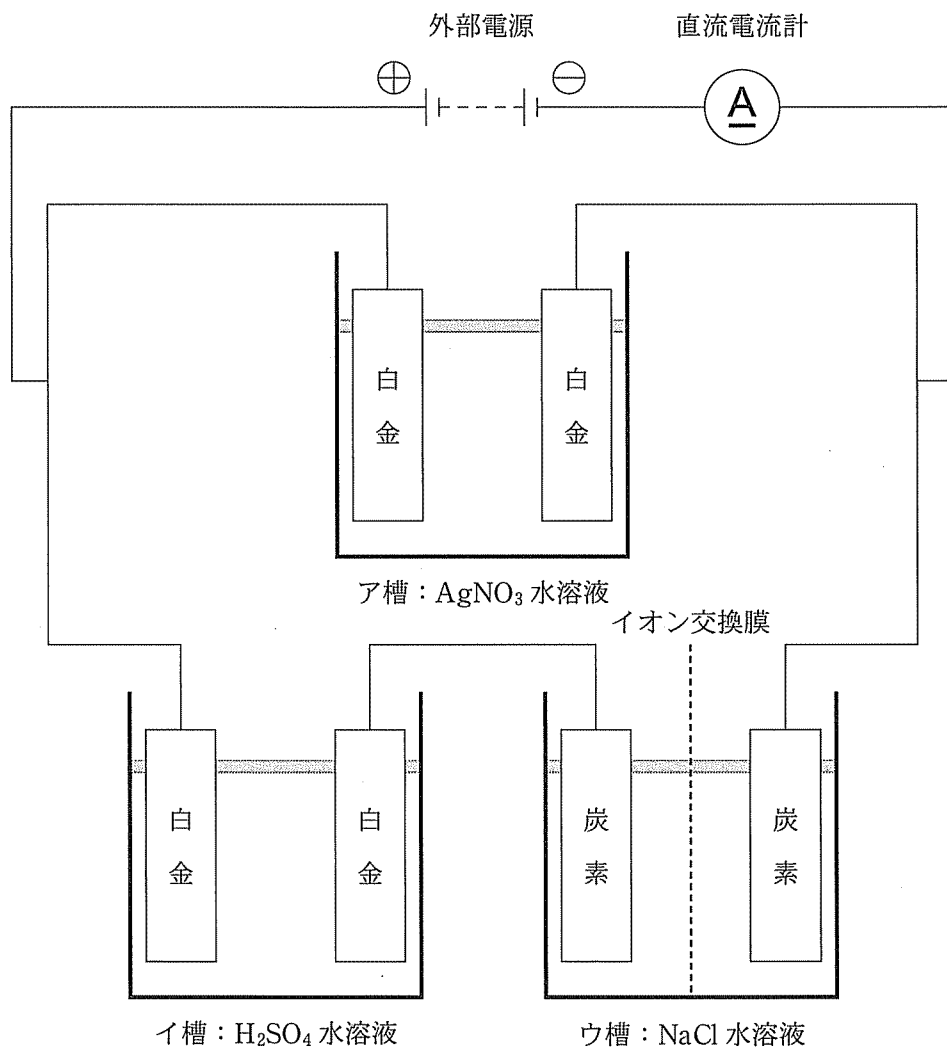 外部電源
直流電流計
⊕
⊖
A
白金
白金
ア槽：AgNO₃ 水溶液
イオン交換膜
白金
白金
炭素
炭素
イ槽：H₂SO₄ 水溶液
ウ槽：NaCl 水溶液